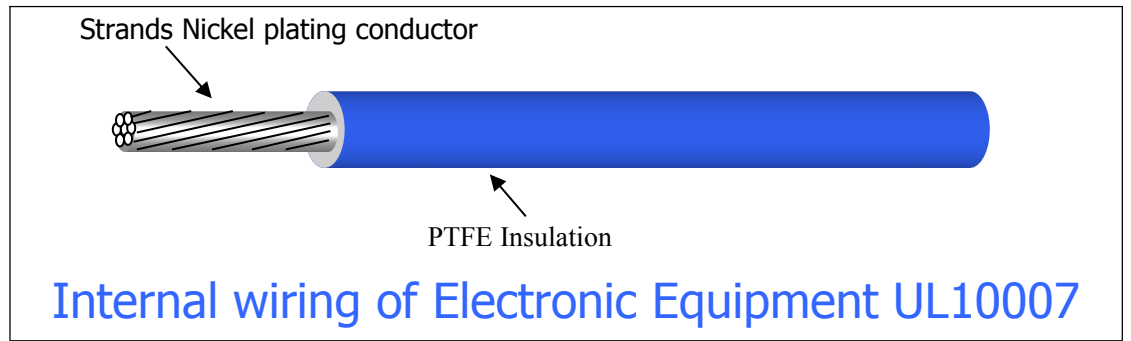 Strands Nickel plating conductor
PTFE Insulation
Internal wiring of Electronic Equipment UL10007